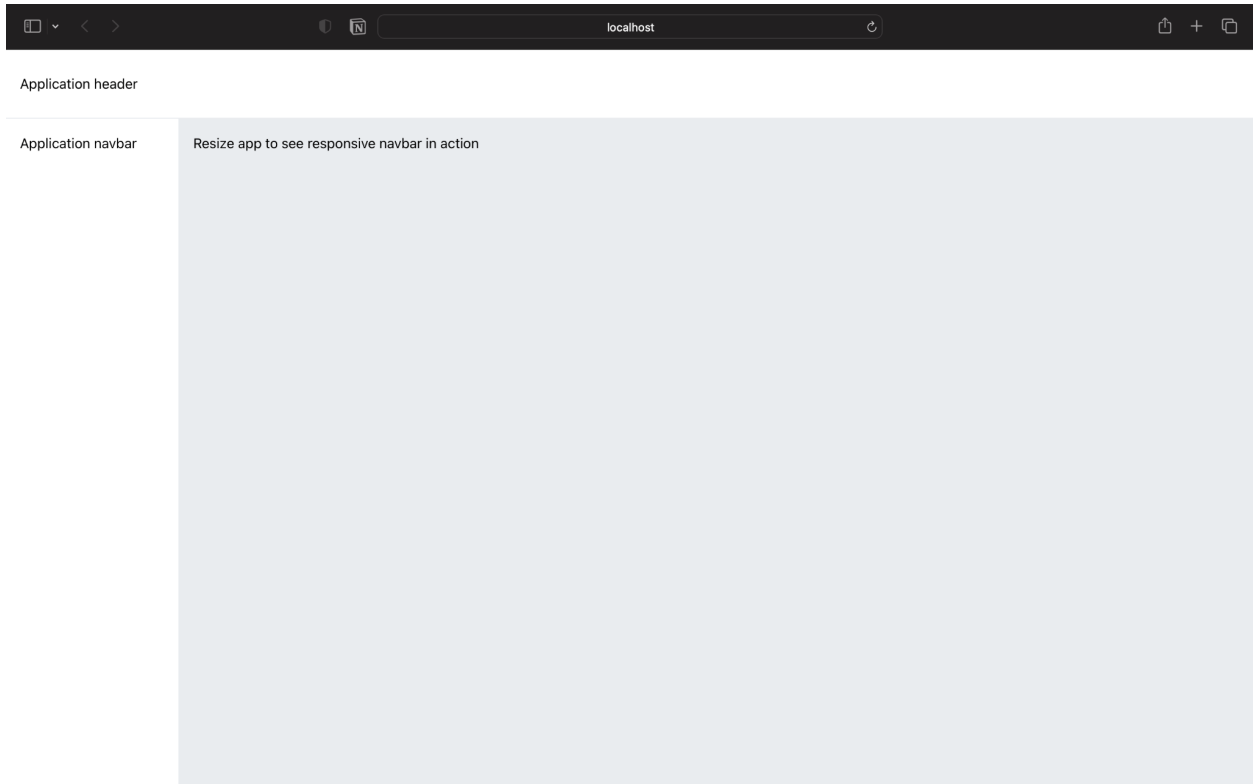 localhost
Application header
Application navbar
Resize app to see responsive navbar in action